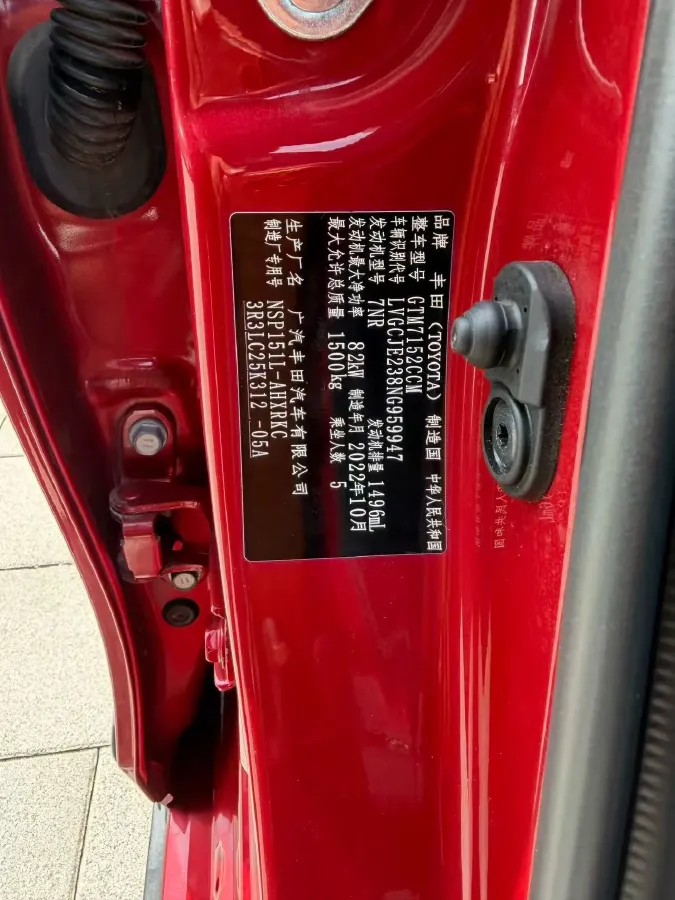 品牌 丰田（TOYOTA） 制造国 中华人民共和国
整车型号 GTM7152CCM
车辆识别代号 LVGCJE238NG959947
发动机型号 7NR 发动机排量 1496mL
发动机最大净功率 82kW 制造年月 2022年10月
最大允许总质量 1500kg 乘坐人数 5
生产厂名 广汽丰田汽车有限公司
制造厂专用号 NSP151L-AHXRKC
3R3LC25K312 -05A